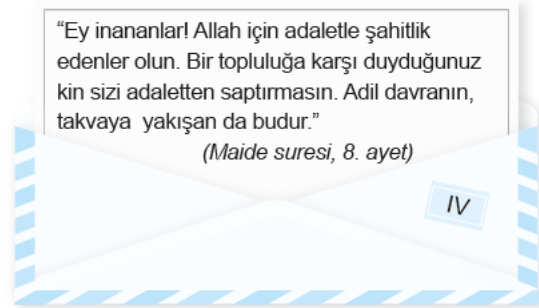 “Ey inananlar! Allah için adaletle şahitlik
edenler olun. Bir topluluğa karşı duyduğunuz
kin sizi adaletten saptırmasın. Adil davranın,
takvaya yakışan da budur.”
(Maide suresi, 8. ayet)
IV